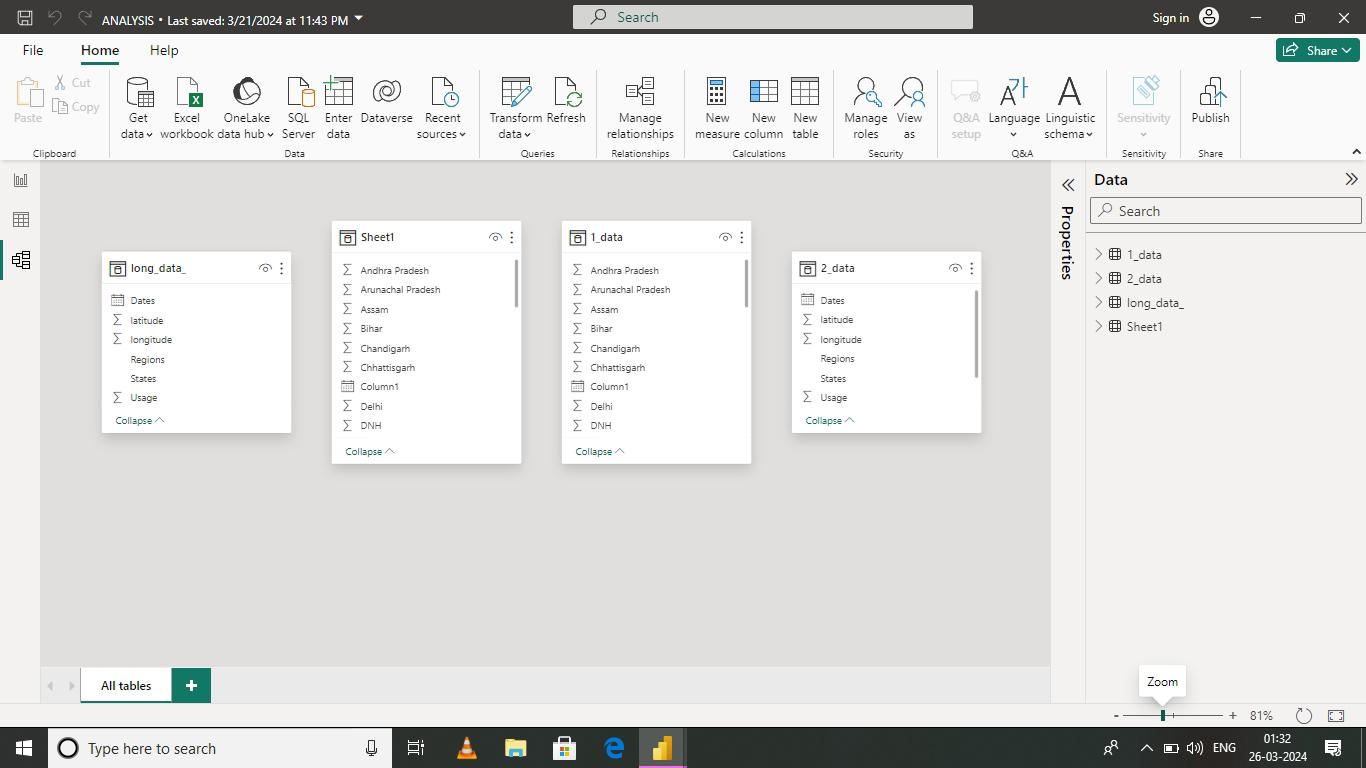 ANALYSIS • Last saved: 3/21/2024 at 11:43 PM
Search
Sign in
File
Home
Help
Share
Paste
Cut
Copy
Clipboard
Get data
Excel workbook
OneLake data hub
SQL Server
Enter data
Dataverse
Recent sources
Data
Transform data
Refresh
Queries
Manage relationships
Relationships
New measure
New column
New table
Calculations
Manage roles
View as
Security
Q&A setup
Language
Linguistic schema
Q&A
Sensitivity
Sensitivity
Publish
Share
long_data_
Dates
latitude
longitude
Regions
States
Usage
Collapse
Sheet1
Andhra Pradesh
Arunachal Pradesh
Assam
Bihar
Chandigarh
Chhattisgarh
Column1
Delhi
DNH
Collapse
1_data
Andhra Pradesh
Arunachal Pradesh
Assam
Bihar
Chandigarh
Chhattisgarh
Column1
Delhi
DNH
Collapse
2_data
Dates
latitude
longitude
Regions
States
Usage
Collapse
Properties
Data
Search
1_data
2_data
long_data_
Sheet1
All tables
+
Zoom
- + 81%
Type here to search
ENG
01:32
26-03-2024